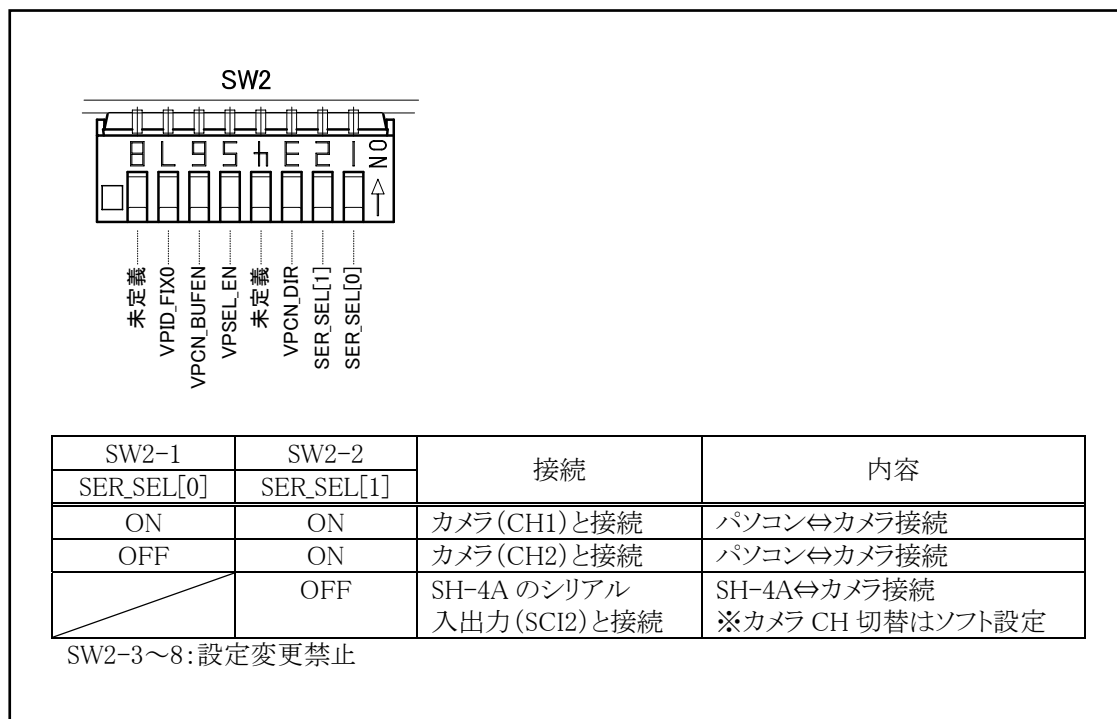 SW2
8 7 6 5 4 3 2 1 ON
未定義
VPID_FIX0
VPCN_BUFEN
VPSEL_EN
未定義
VPCN_DIR
SER_SEL[1]
SER_SEL[0]
SW2-1 SW2-2 接続 内容
SER_SEL[0] SER_SEL[1]
ON ON カメラ(CH1)と接続 パソコン⇔カメラ接続
OFF ON カメラ(CH2)と接続 パソコン⇔カメラ接続
OFF SH-4A のシリアル SH-4A⇔カメラ接続
入出力(SCI2)と接続 ※カメラ CH 切替はソフト設定
SW2-3～8:設定変更禁止